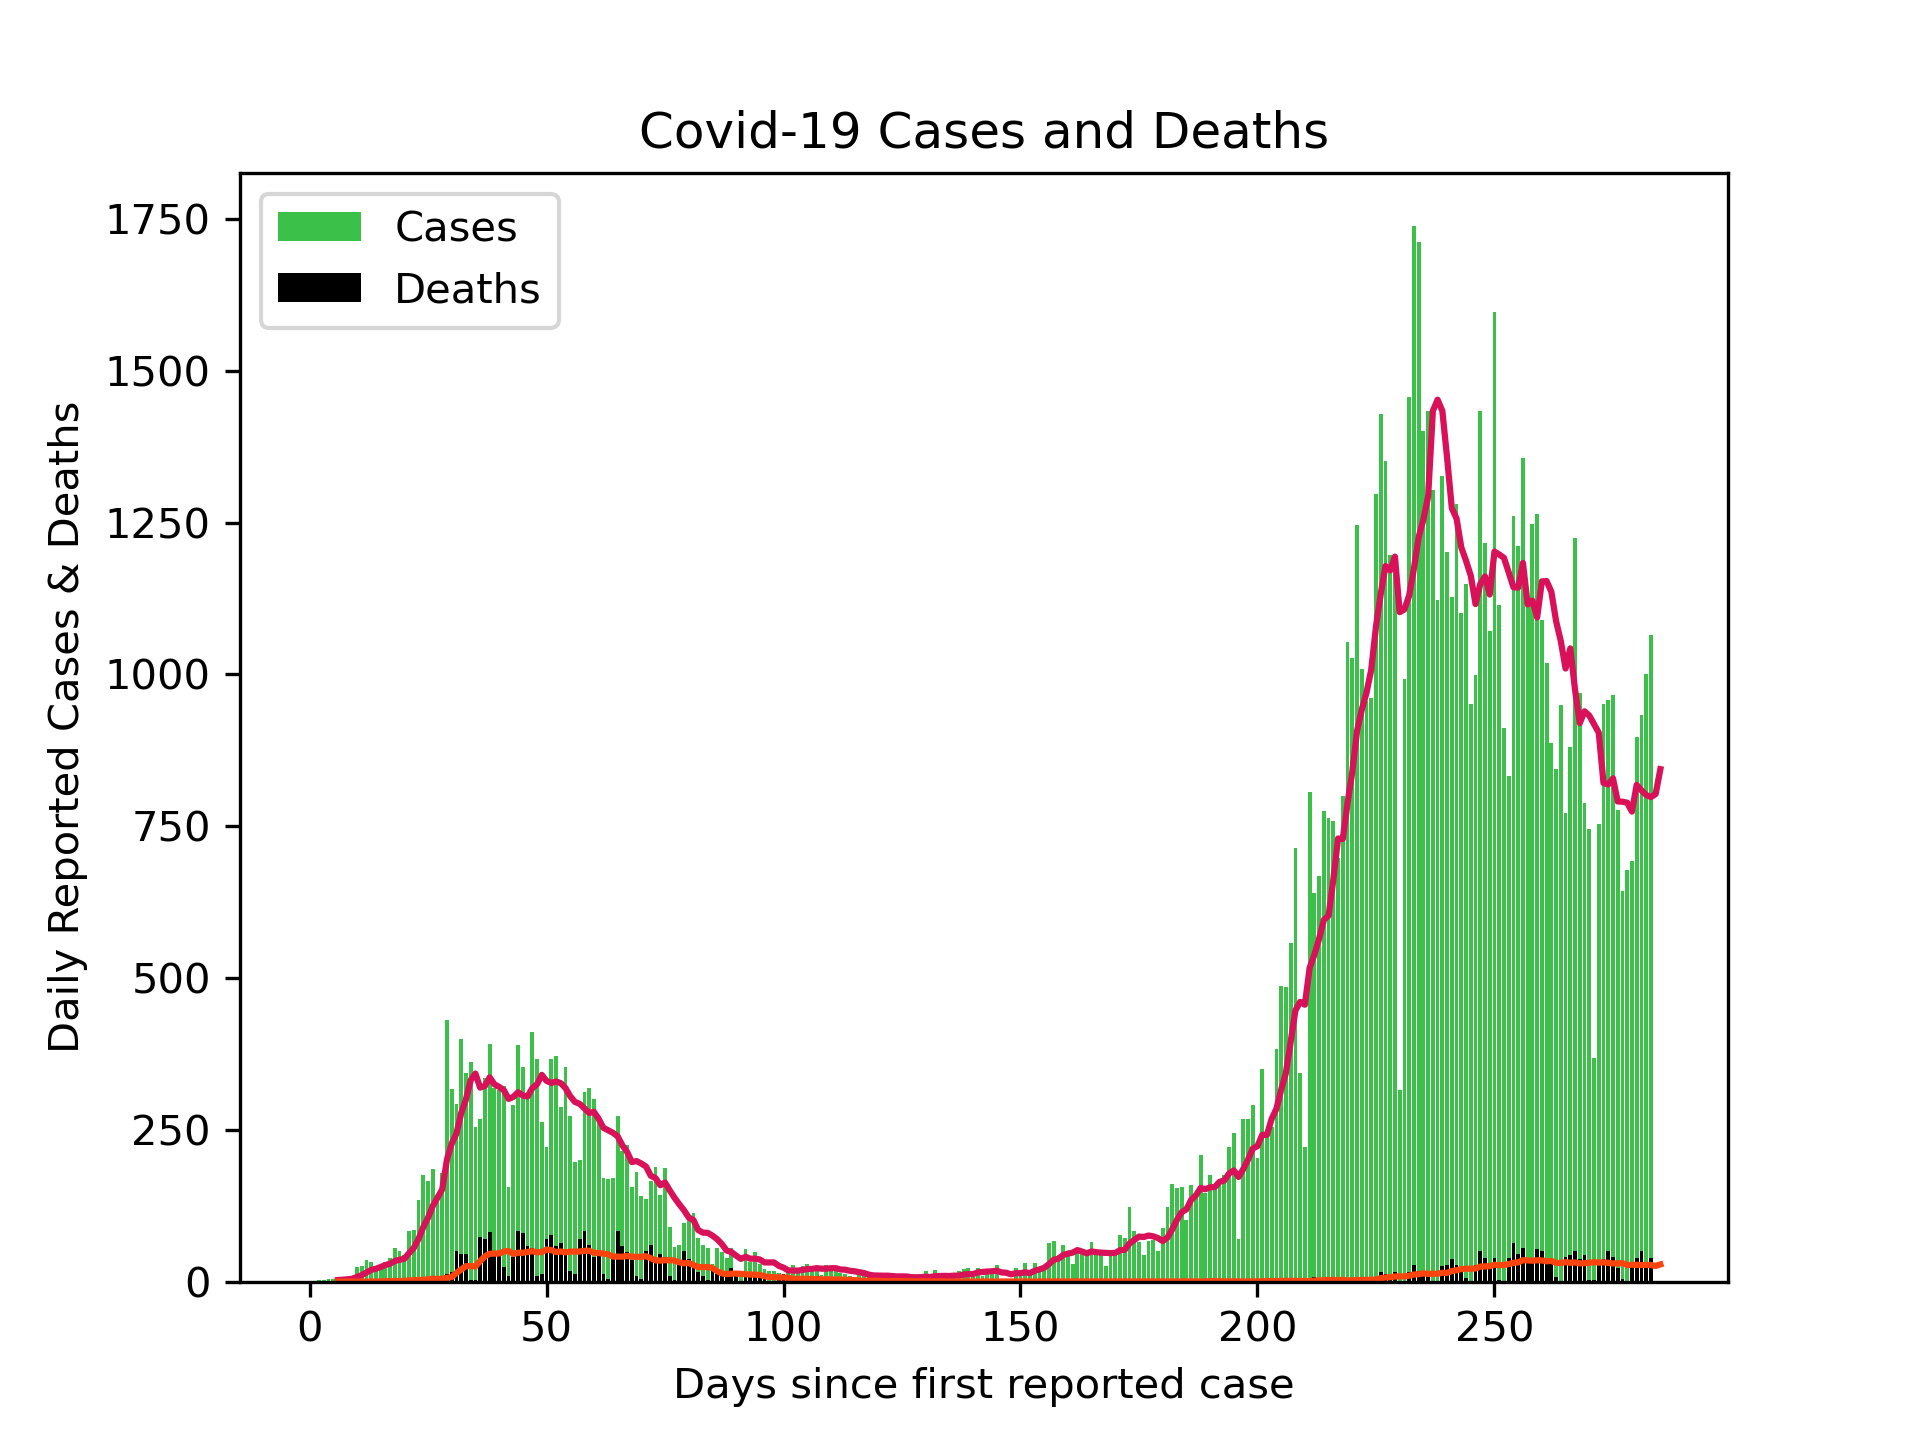 Covid-19 Cases and Deaths
Cases
Deaths
1750
1500
1250
1000
750
500
250
0
Daily Reported Cases & Deaths
0 50 100 150 200 250
Days since first reported case